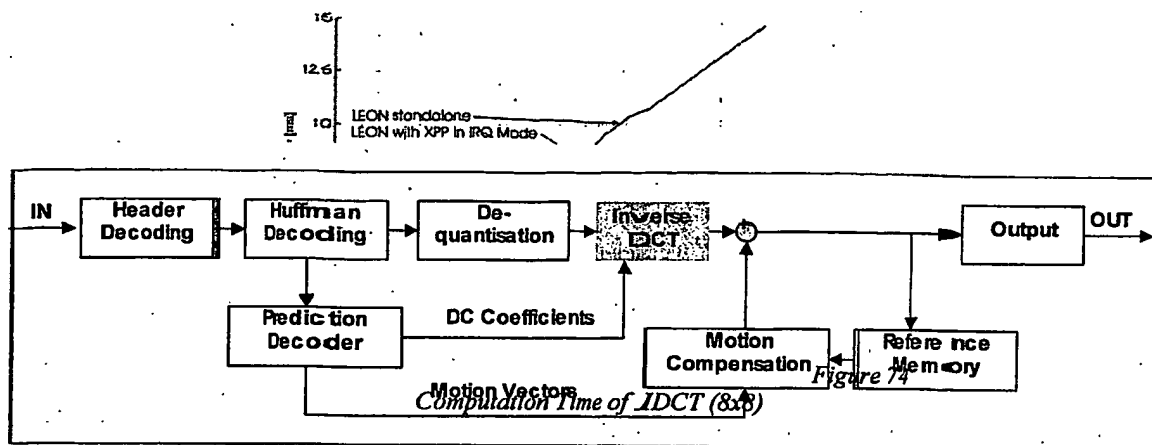 15
12.5
10
[ms]
LEON standalone
LEON with XPP in IRQ Mode
IN
Header
Decoding
Huffman
Decoding
De-
quantisation
Inverse
IDCT
+
Output
OUT
Prediction
Decoder
DC Coefficients
Motion
Compensation
Reference
Memory
Motion Vectors
Figure 74
Computation Time of IDCT (8x8)